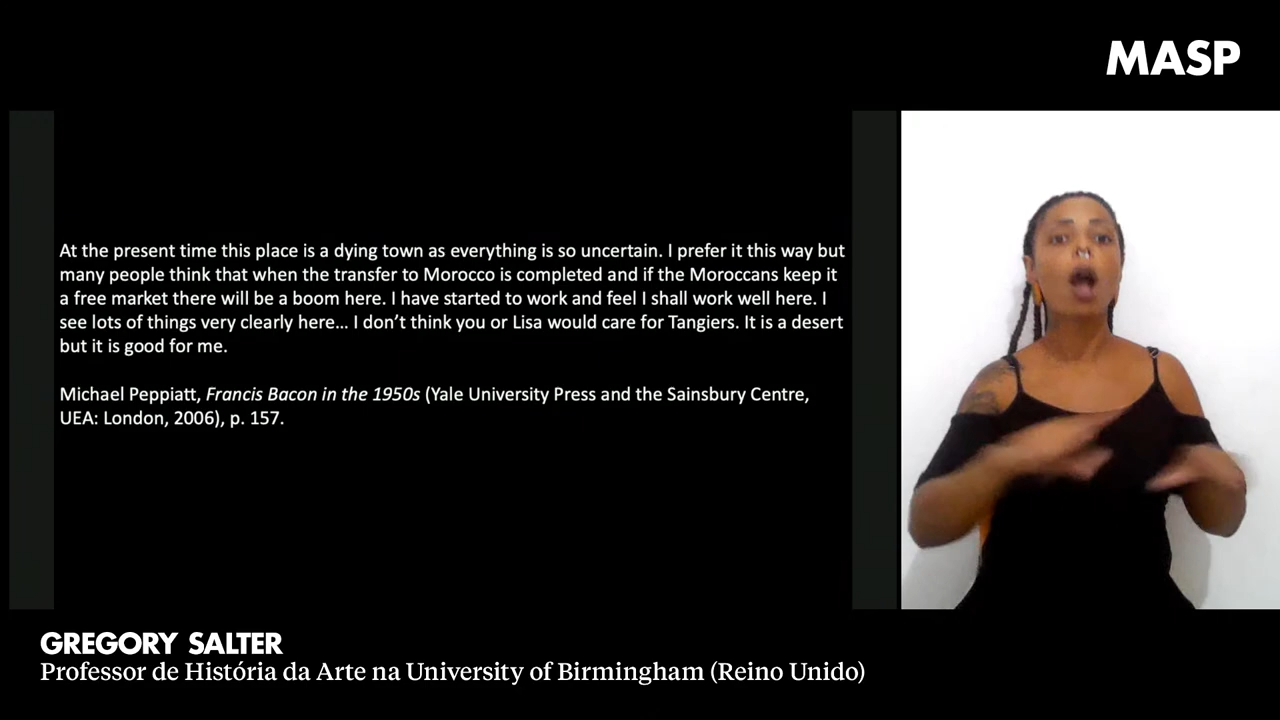 MASP
At the present time this place is a dying town as everything is so uncertain. I prefer it this way but
many people think that when the transfer to Morocco is completed and if the Moroccans keep it
a free market there will be a boom here. I have started to work and feel I shall work well here. I
see lots of things very clearly here… I don’t think you or Lisa would care for Tangiers. It is a desert
but it is good for me.
Michael Peppiatt, Francis Bacon in the 1950s (Yale University Press and the Sainsbury Centre,
UEA: London, 2006), p. 157.
GREGORY SALTER
Professor de História da Arte na University of Birmingham (Reino Unido)